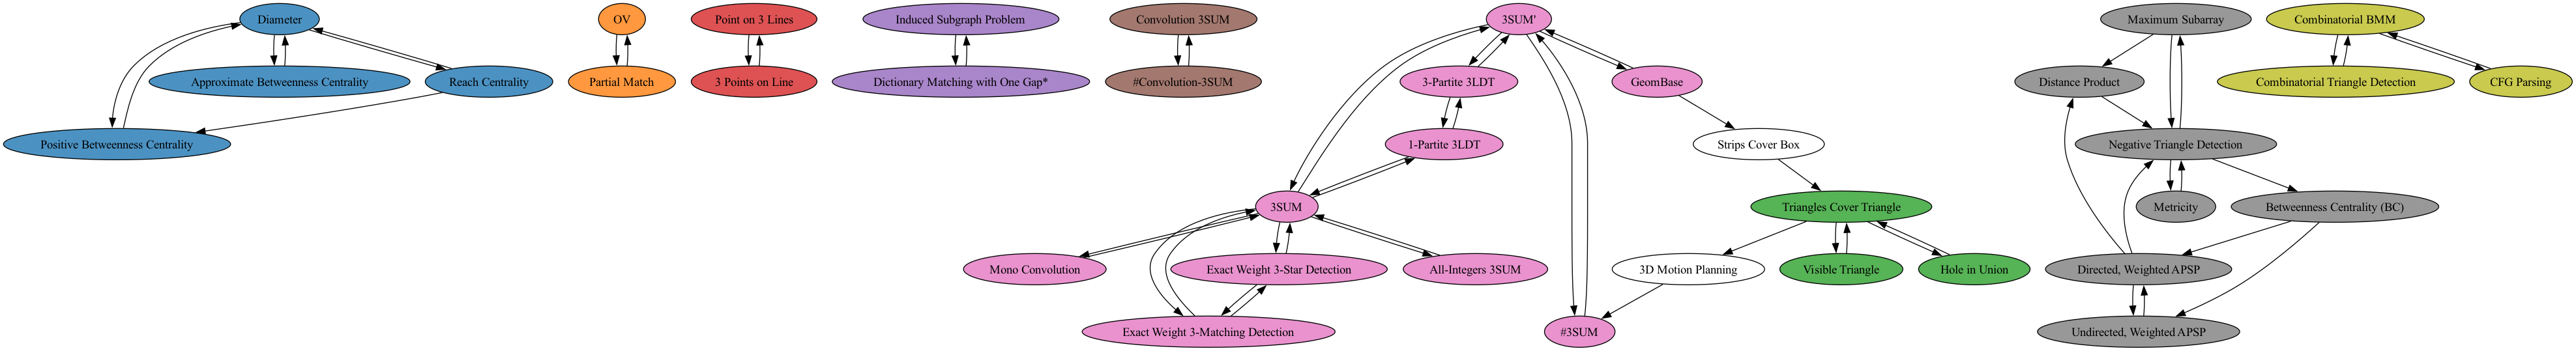 Diameter
OV
Point on 3 Lines
Induced Subgraph Problem
Convolution 3SUM
3SUM'
Maximum Subarray
Combinatorial BMM
Approximate Betweenness Centrality
Reach Centrality
Partial Match
3 Points on Line
Dictionary Matching with One Gap*
#Convolution-3SUM
3-Partite 3LDT
GeomBase
Distance Product
Combinatorial Triangle Detection
CFG Parsing
Positive Betweenness Centrality
1-Partite 3LDT
Strips Cover Box
Negative Triangle Detection
3SUM
Triangles Cover Triangle
Metricity
Betweenness Centrality (BC)
Mono Convolution
Exact Weight 3-Star Detection
All-Integers 3SUM
3D Motion Planning
Visible Triangle
Hole in Union
Directed, Weighted APSP
Exact Weight 3-Matching Detection
#3SUM
Undirected, Weighted APSP